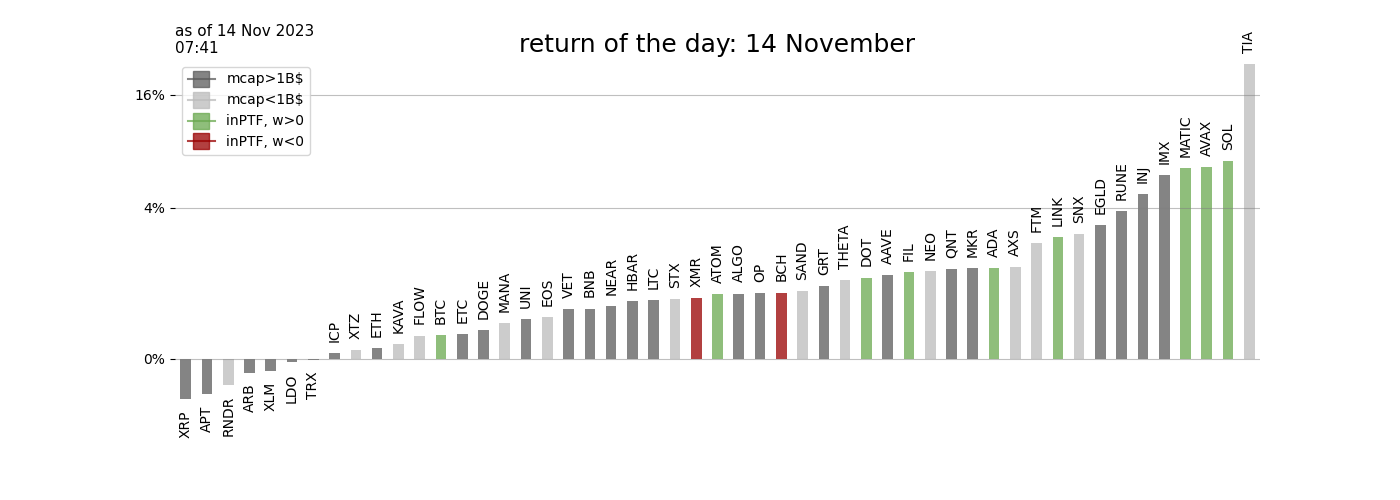 as of 14 Nov 2023
07:41
return of the day: 14 November
mcap>1B$
mcap<1B$
inPTF, w>0
inPTF, w<0
16%
4%
0%
XRP
APT
RNDR
ARB
XLM
LDO
TRX
ICP
XTZ
ETH
KAVA
FLOW
BTC
ETC
DOGE
MANA
UNI
EOS
VET
BNB
NEAR
HBAR
LTC
STX
XMR
ATOM
ALGO
OP
BCH
SAND
GRT
THETA
DOT
AAVE
FIL
NEO
QNT
MKR
ADA
AXS
FTM
LINK
SNX
EGLD
RUNE
INJ
IMX
MATIC
AVAX
SOL
TIA